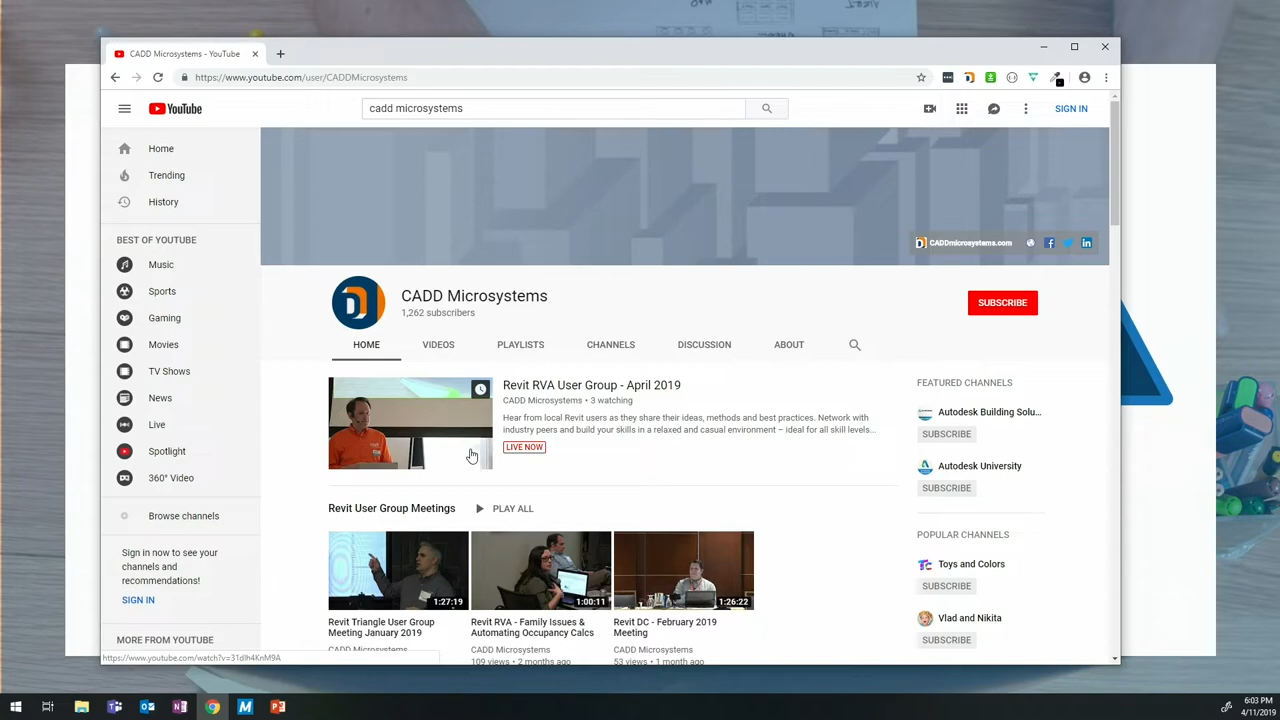 CADD Microsystems - YouTube
https://www.youtube.com/user/CADDMicrosystems
YouTube
cadd microsystems
SIGN IN
Home
Trending
History
BEST OF YOUTUBE
Music
Sports
Gaming
Movies
TV Shows
News
Live
Spotlight
360° Video
Browse channels
Sign in now to see your
channels and
recommendations!
SIGN IN
MORE FROM YOUTUBE
CADDmicrosystems.com
CADD Microsystems
1,262 subscribers
SUBSCRIBE
HOME VIDEOS PLAYLISTS CHANNELS DISCUSSION ABOUT
Revit RVA User Group - April 2019
CADD Microsystems • 3 watching
Hear from local Revit users as they share their ideas, methods and best practices. Network with
industry peers and build your skills in a relaxed and casual environment – ideal for all skill levels...
LIVE NOW
Revit User Group Meetings PLAY ALL
1:27:19
Revit Triangle User Group
Meeting January 2019
CADD Microsystems
1:00:11
Revit RVA - Family Issues &
Automating Occupancy Calcs
CADD Microsystems
109 views • 2 months ago
1:26:22
Revit DC - February 2019
Meeting
CADD Microsystems
53 views • 1 month ago
FEATURED CHANNELS
Autodesk Building Solu...
SUBSCRIBE
Autodesk University
SUBSCRIBE
POPULAR CHANNELS
Toys and Colors
SUBSCRIBE
Vlad and Nikita
SUBSCRIBE
https://www.youtube.com/watch?v=31dIh4KnM9A
6:03 PM
4/11/2019